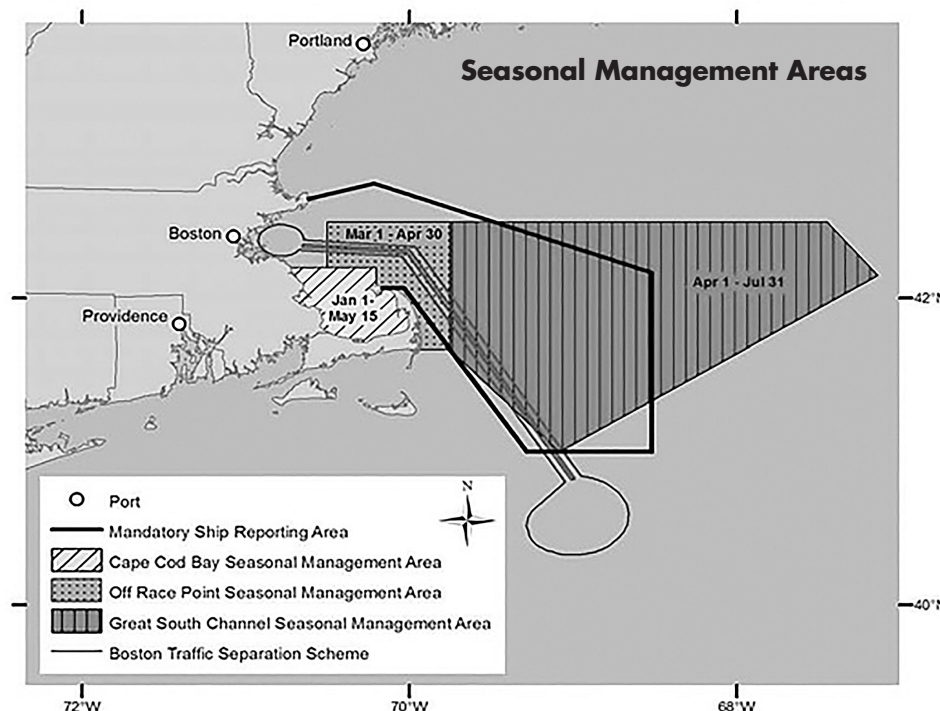 Portland
Seasonal Management Areas
Boston
Mar 1 - Apr 30
Apr 1 - Jul 31
42°N
Jan 1-
May 15
Providence
N
Port
Mandatory Ship Reporting Area
Cape Cod Bay Seasonal Management Area
Off Race Point Seasonal Management Area
Great South Channel Seasonal Management Area
Boston Traffic Separation Scheme
40°N
72°W
70°W
68°W